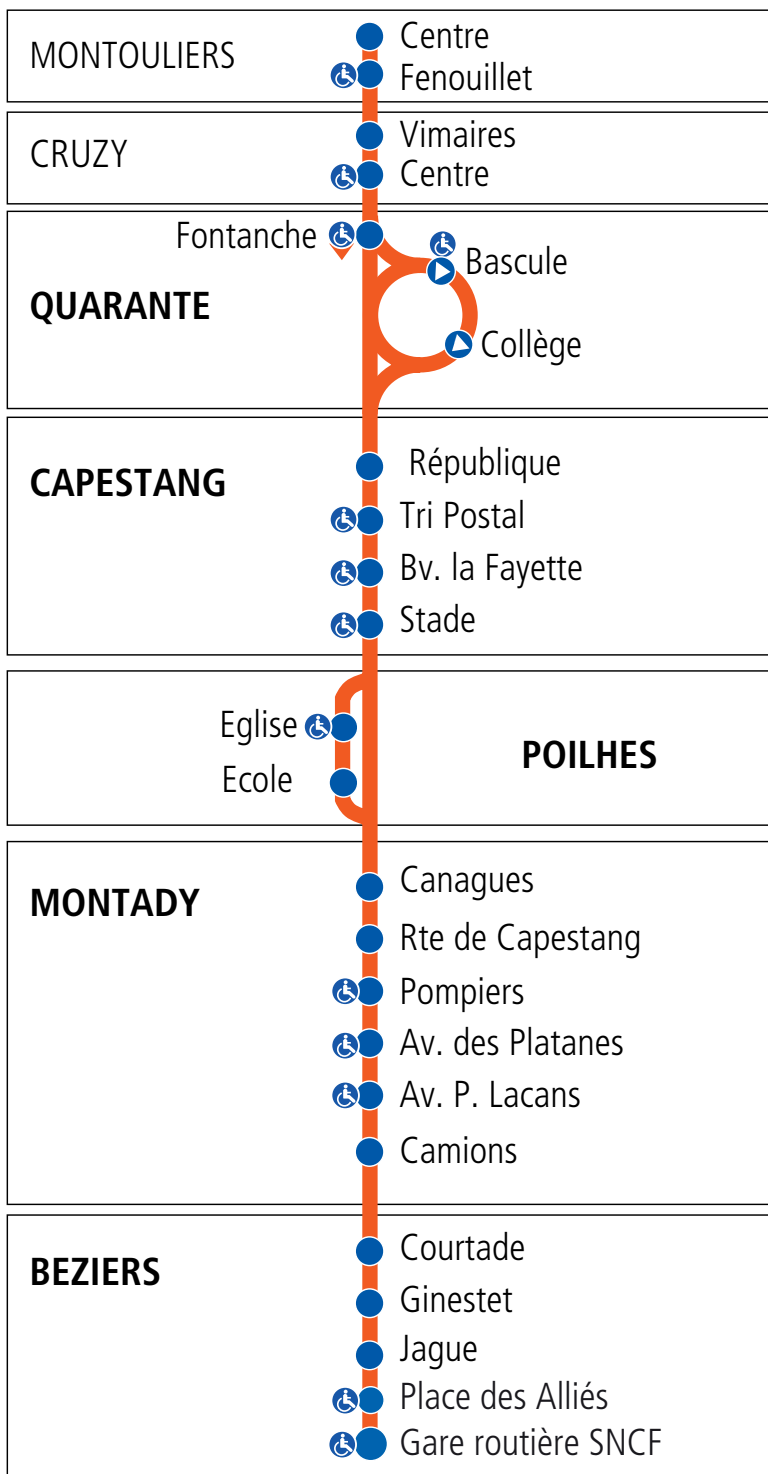 MONTOULIERS
Centre
Fenouillet
CRUZY
Vimaires
Centre
QUARANTE
Fontanche
Bascule
Collège
CAPESTANG
République
Tri Postal
Bv. la Fayette
Stade
POILHES
Eglise
Ecole
MONTADY
Canagues
Rte de Capestang
Pompiers
Av. des Platanes
Av. P. Lacans
Camions
BEZIERS
Courtade
Ginestet
Jague
Place des Alliés
Gare routière SNCF